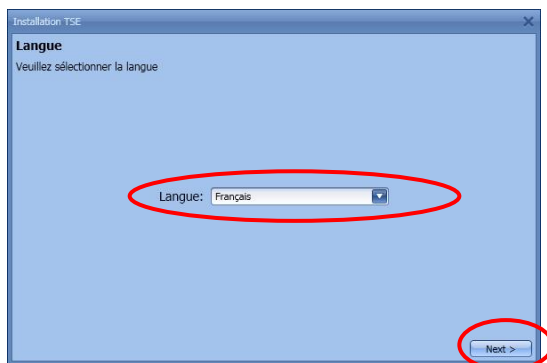 Installation TSE
Langue
Veuillez sélectionner la langue
Langue: Français
Next >